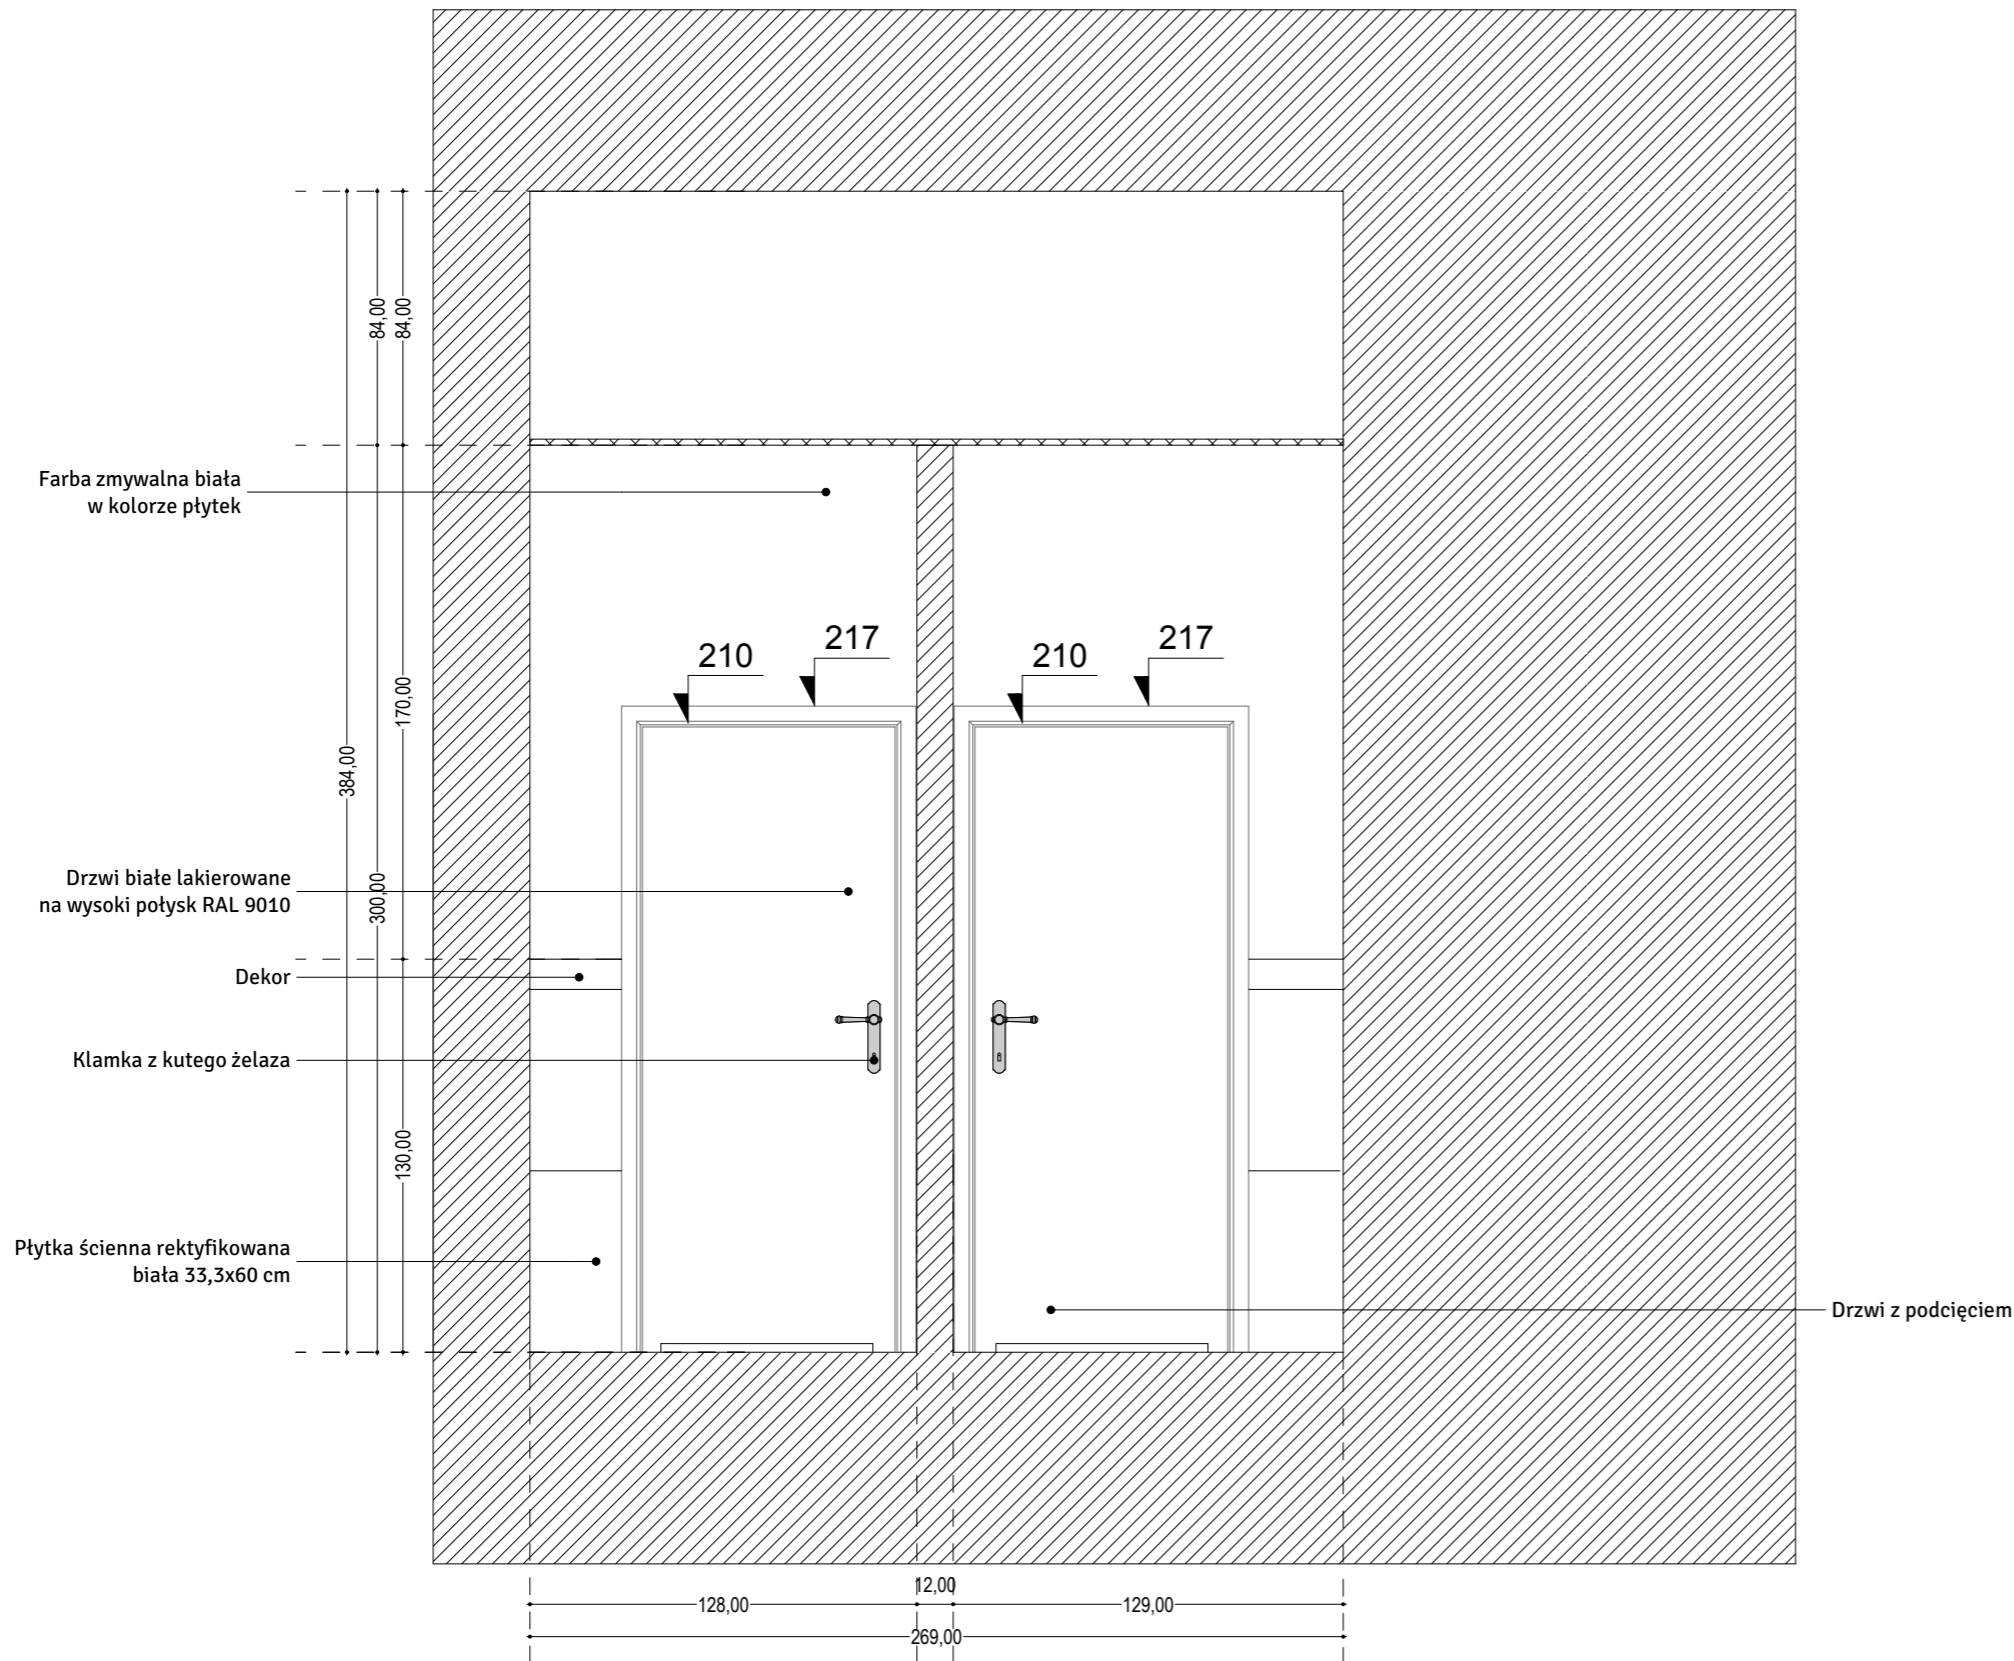 84,00
84,00
Farba zmywalna biała
w kolorze płytek
217
217
210
210
170,00
384,00
Drzwi białe lakierowane
na wysoki połysk RAL 9010
300,00
Dekor
Klamka z kutego żelaza
130,00
Płytka ścienna rektyfikowana
biała 33,3x60 cm
Drzwi z podcięciem
12,00
128,00
129,00
269,00